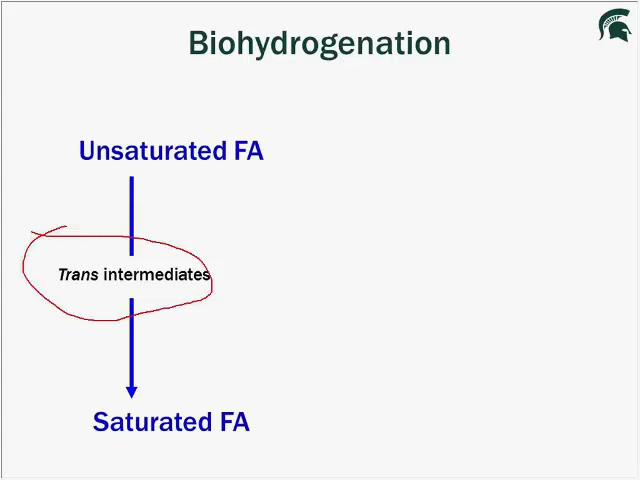 Biohydrogenation
Unsaturated FA
Trans intermediates
Saturated FA